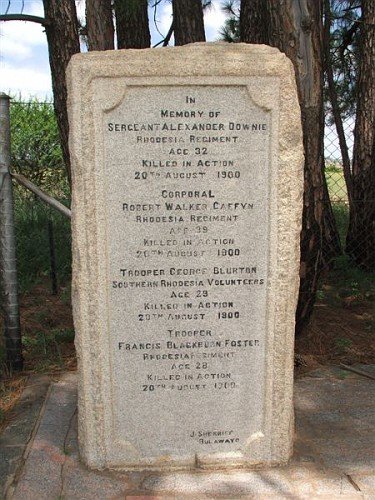 In
Memory of
Sergeant Alexander Downie
Rhodesia Regiment
Age 32
Killed in Action
20th August 1900
Corporal
Robert Walker Caffyn
Rhodesia Regiment
Age 39
Killed in Action
20th August 1900
Trooper George Blurton
Southern Rhodesia Volunteers
Age 29
Killed in Action
20th August 1900
Trooper
Francis Blackburn Foster
Rhodesia Regiment
Age 28
Killed in Action
20th August 1900
Bulawayo